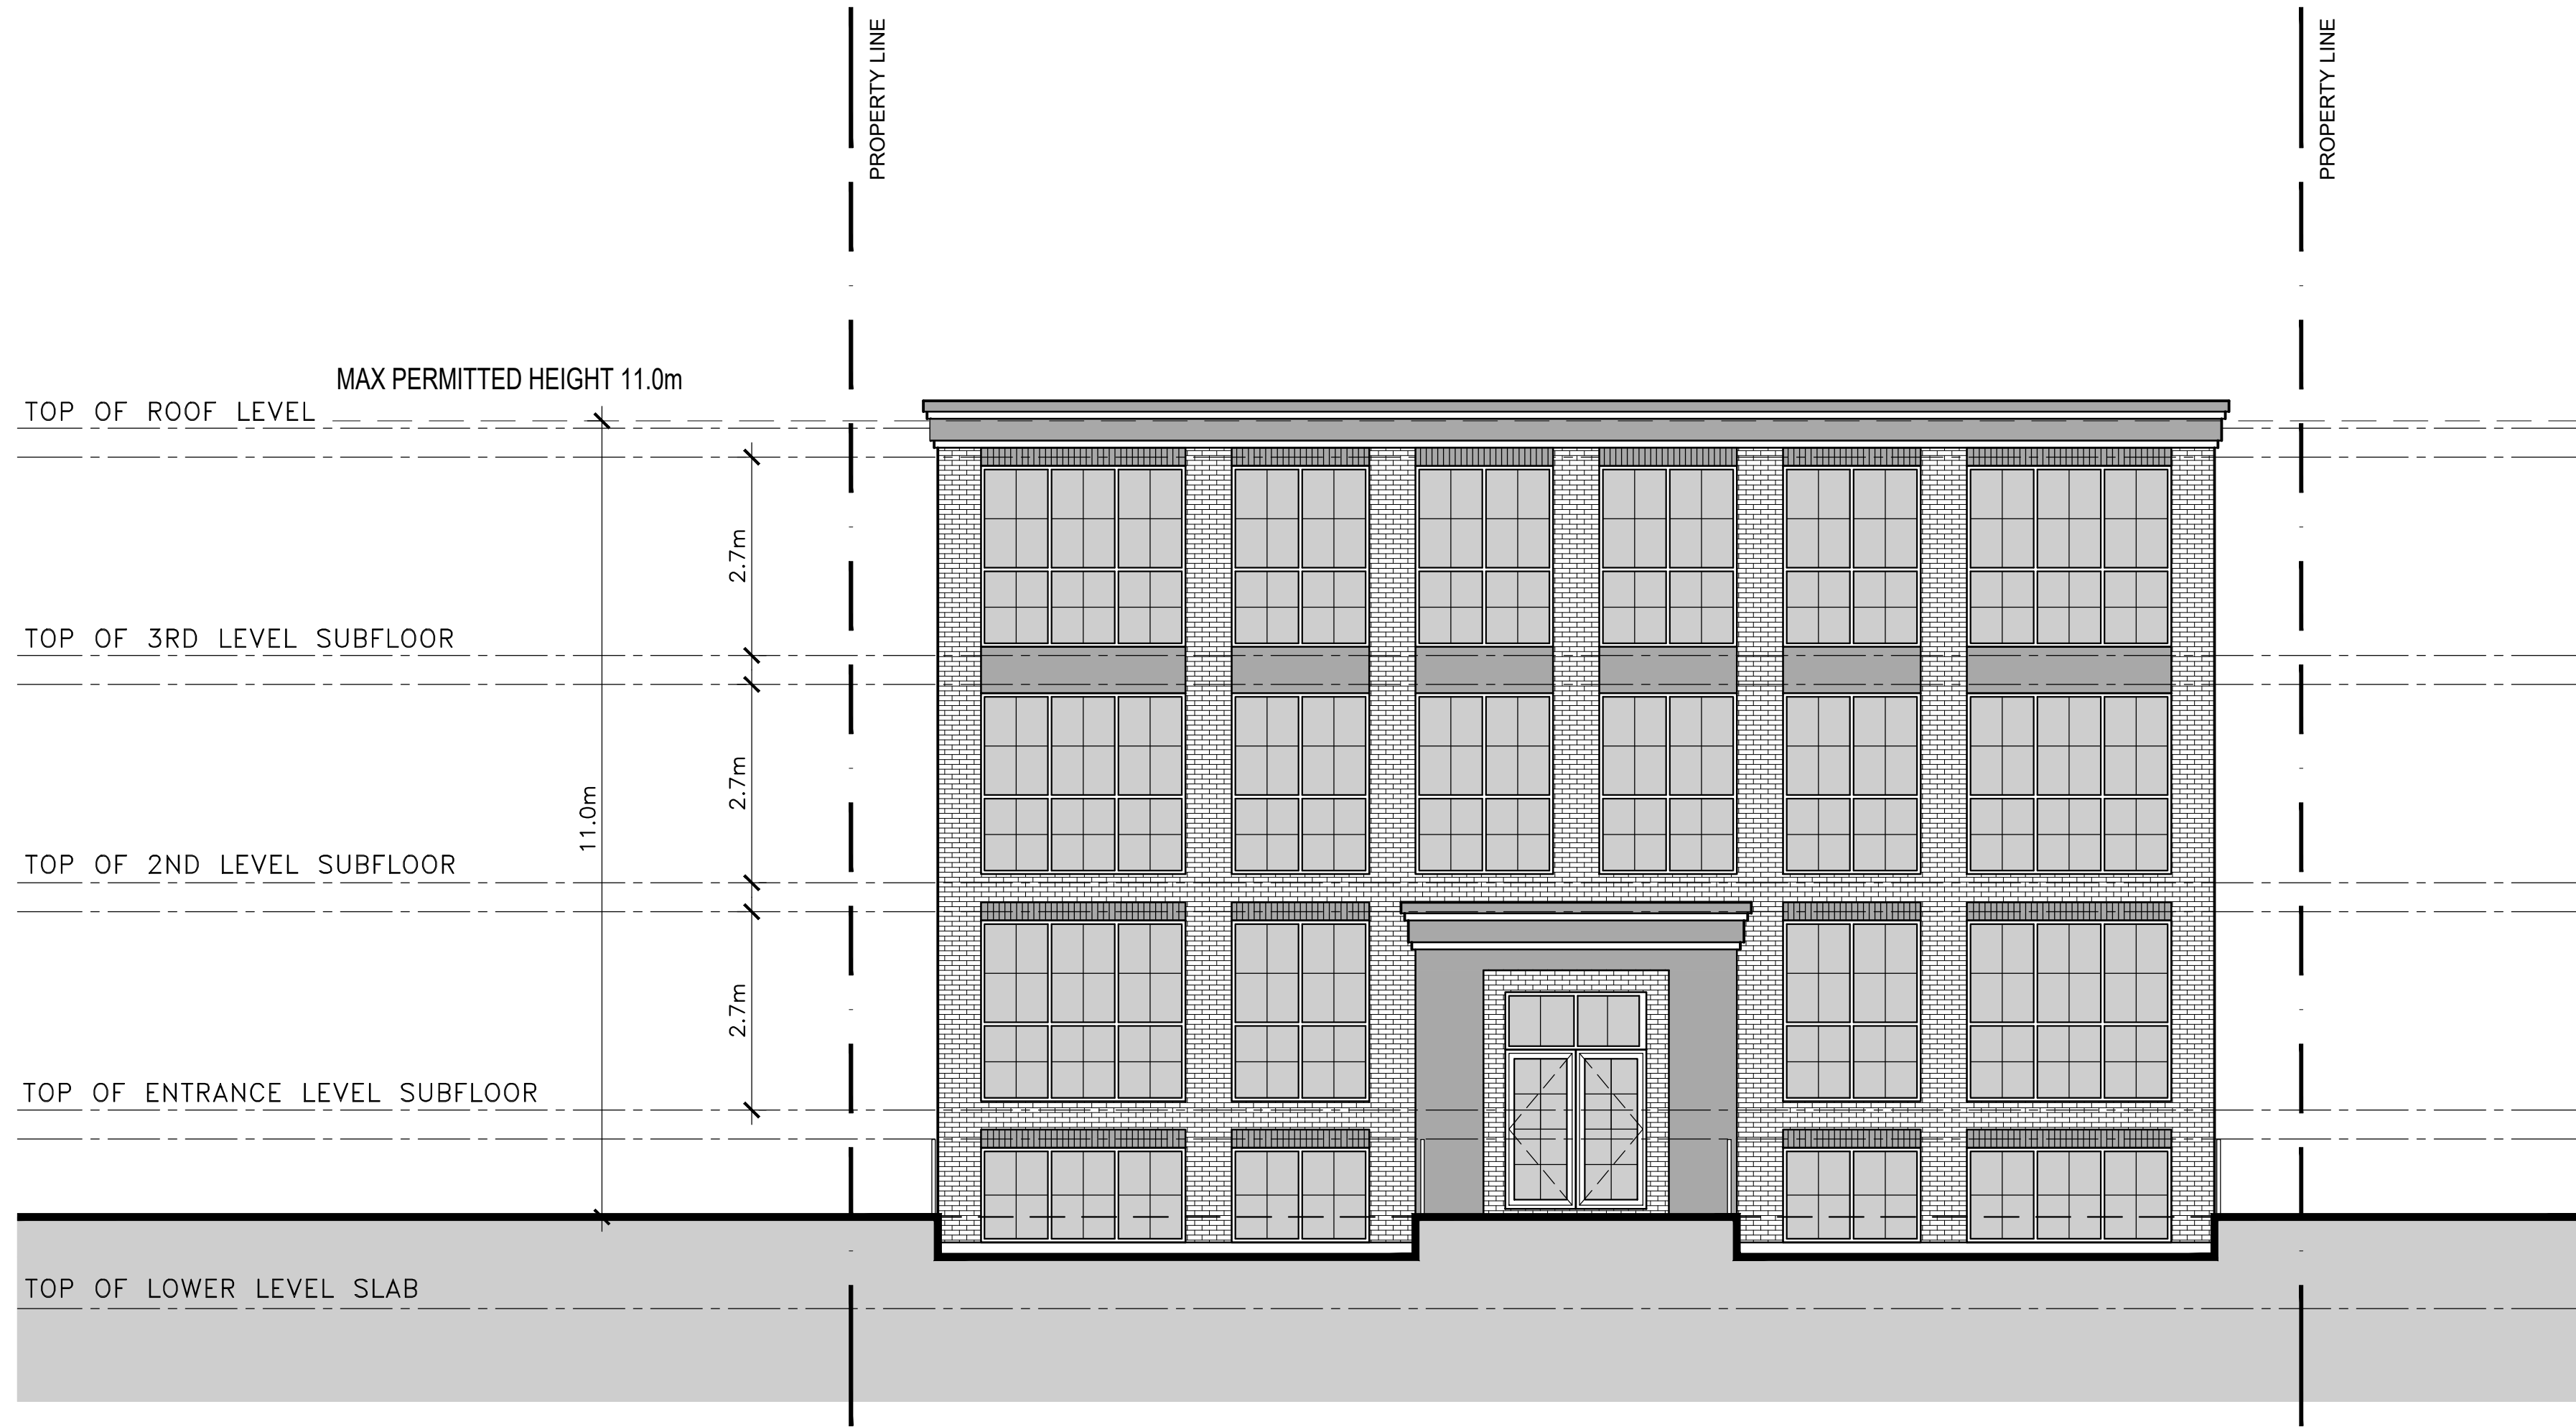 PROPERTY LINE
PROPERTY LINE
MAX PERMITTED HEIGHT 11.0m
TOP OF ROOF LEVEL
2.7m
TOP OF 3RD LEVEL SUBFLOOR
2.7m
11.0m
TOP OF 2ND LEVEL SUBFLOOR
2.7m
TOP OF ENTRANCE LEVEL SUBFLOOR
TOP OF LOWER LEVEL SLAB